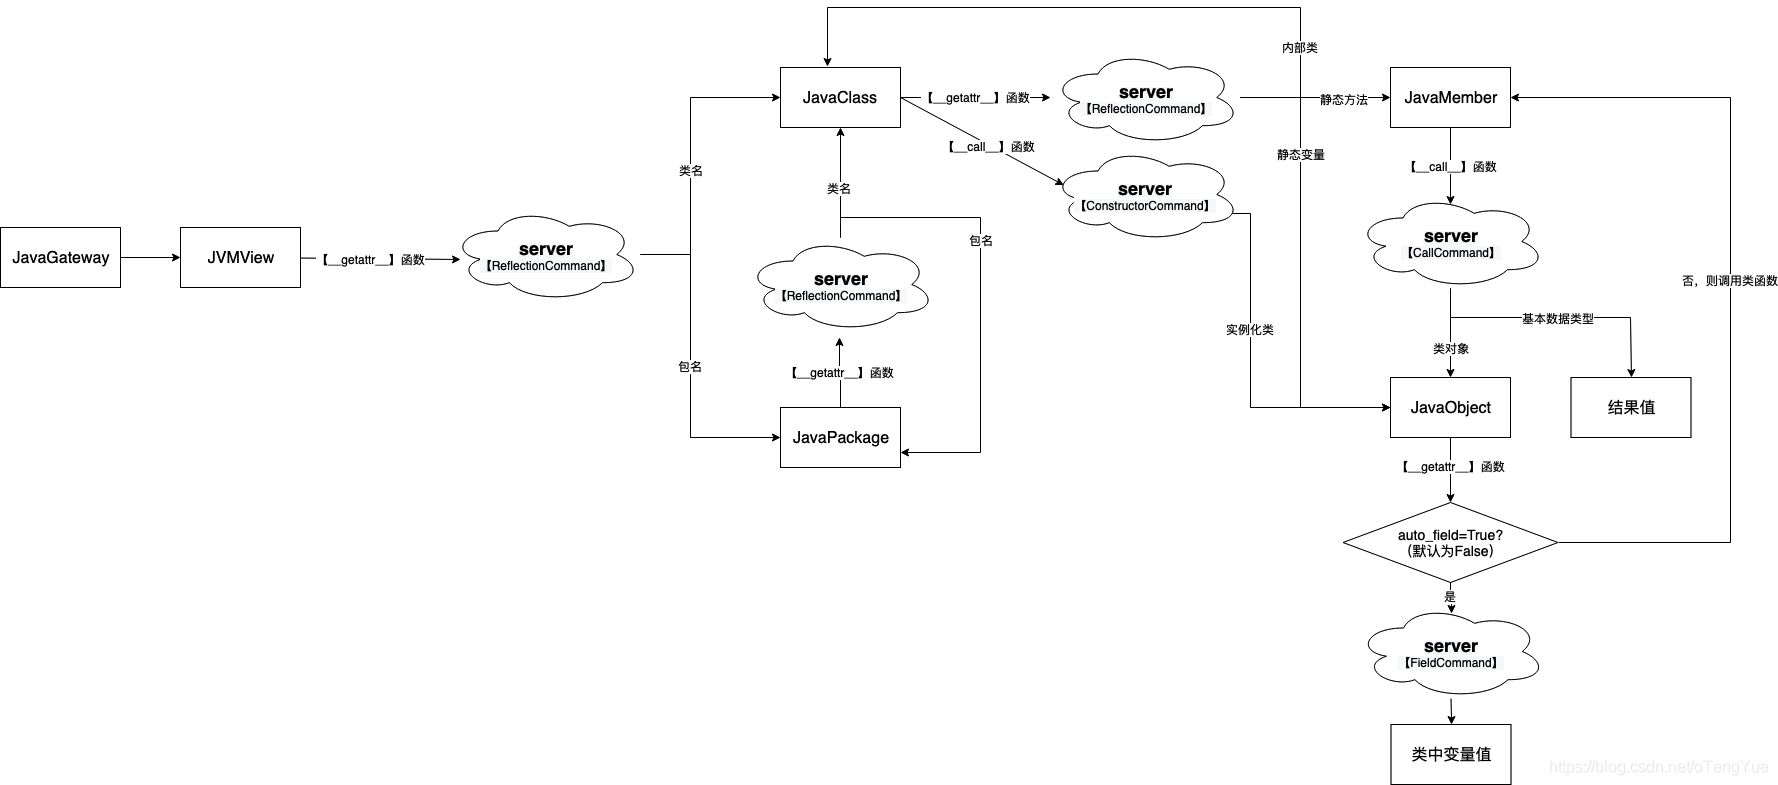 JavaGateway
JVMView
【__getattr__】函数
server
【ReflectionCommand】
类名
包名
JavaClass
类名
包名
server
【ReflectionCommand】
【__getattr__】函数
JavaPackage
【__getattr__】函数
server
【ReflectionCommand】
【__call__】函数
server
【ConstructorCommand】
内部类
静态方法
静态变量
实例化类
JavaMember
【__call__】函数
server
【CallCommand】
基本数据类型
类对象
结果值
JavaObject
【__getattr__】函数
auto_field=True?
（默认为False）
否，则调用类函数
是
server
【FieldCommand】
类中变量值
https://blog.csdn.net/oTengYue